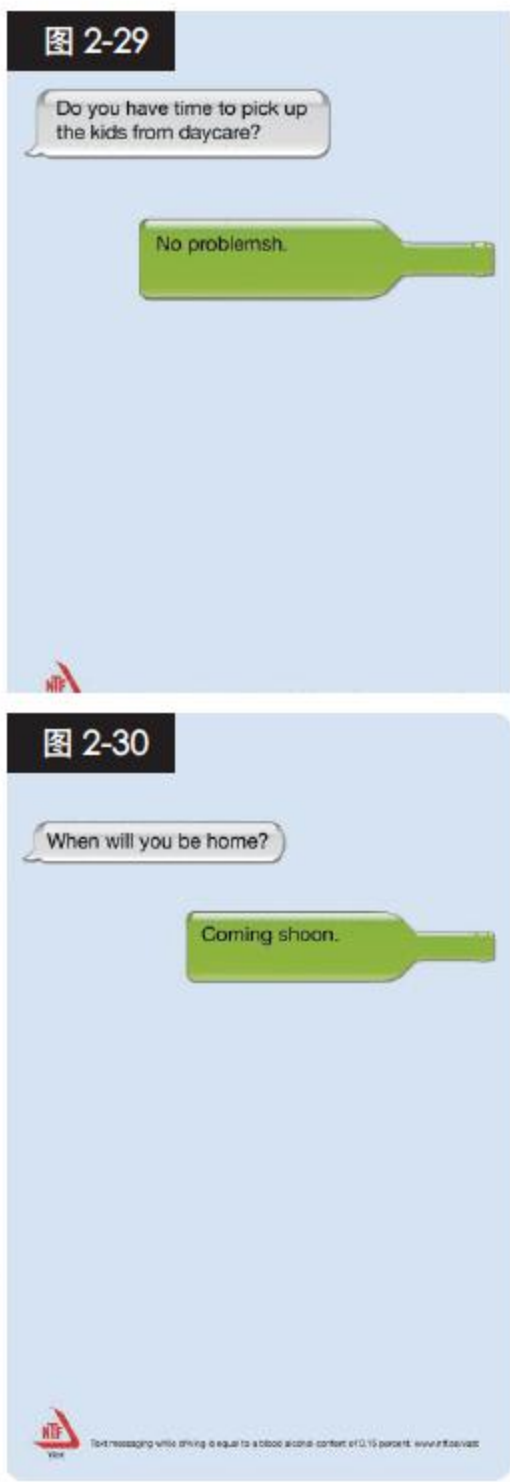 图 2-29
Do you have time to pick up
the kids from daycare?
No problemsh.
NTF
图 2-30
When will you be home?
Coming shoon.
NTF
Väst
Text messaging while driving is equal to a blood alcohol content of 0,15 percent. www.ntf.se/vast